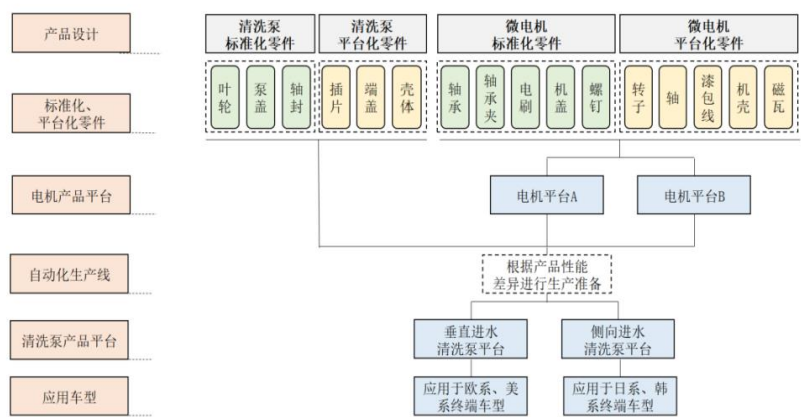 产品设计
清洗泵
标准化零件
清洗泵
平台化零件
微电机
标准化零件
微电机
平台化零件
标准化、
平台化零件
叶轮
泵盖
轴封
插片
端盖
壳体
轴承
轴承夹
电刷
机盖
螺钉
转子
轴
漆包线
机壳
磁瓦
电机产品平台
电机平台A
电机平台B
自动化生产线
根据产品性能
差异进行生产准备
清洗泵产品平台
垂直进水
清洗泵平台
侧向进水
清洗泵平台
应用车型
应用于欧系、美
系终端车型
应用于日系、韩
系终端车型